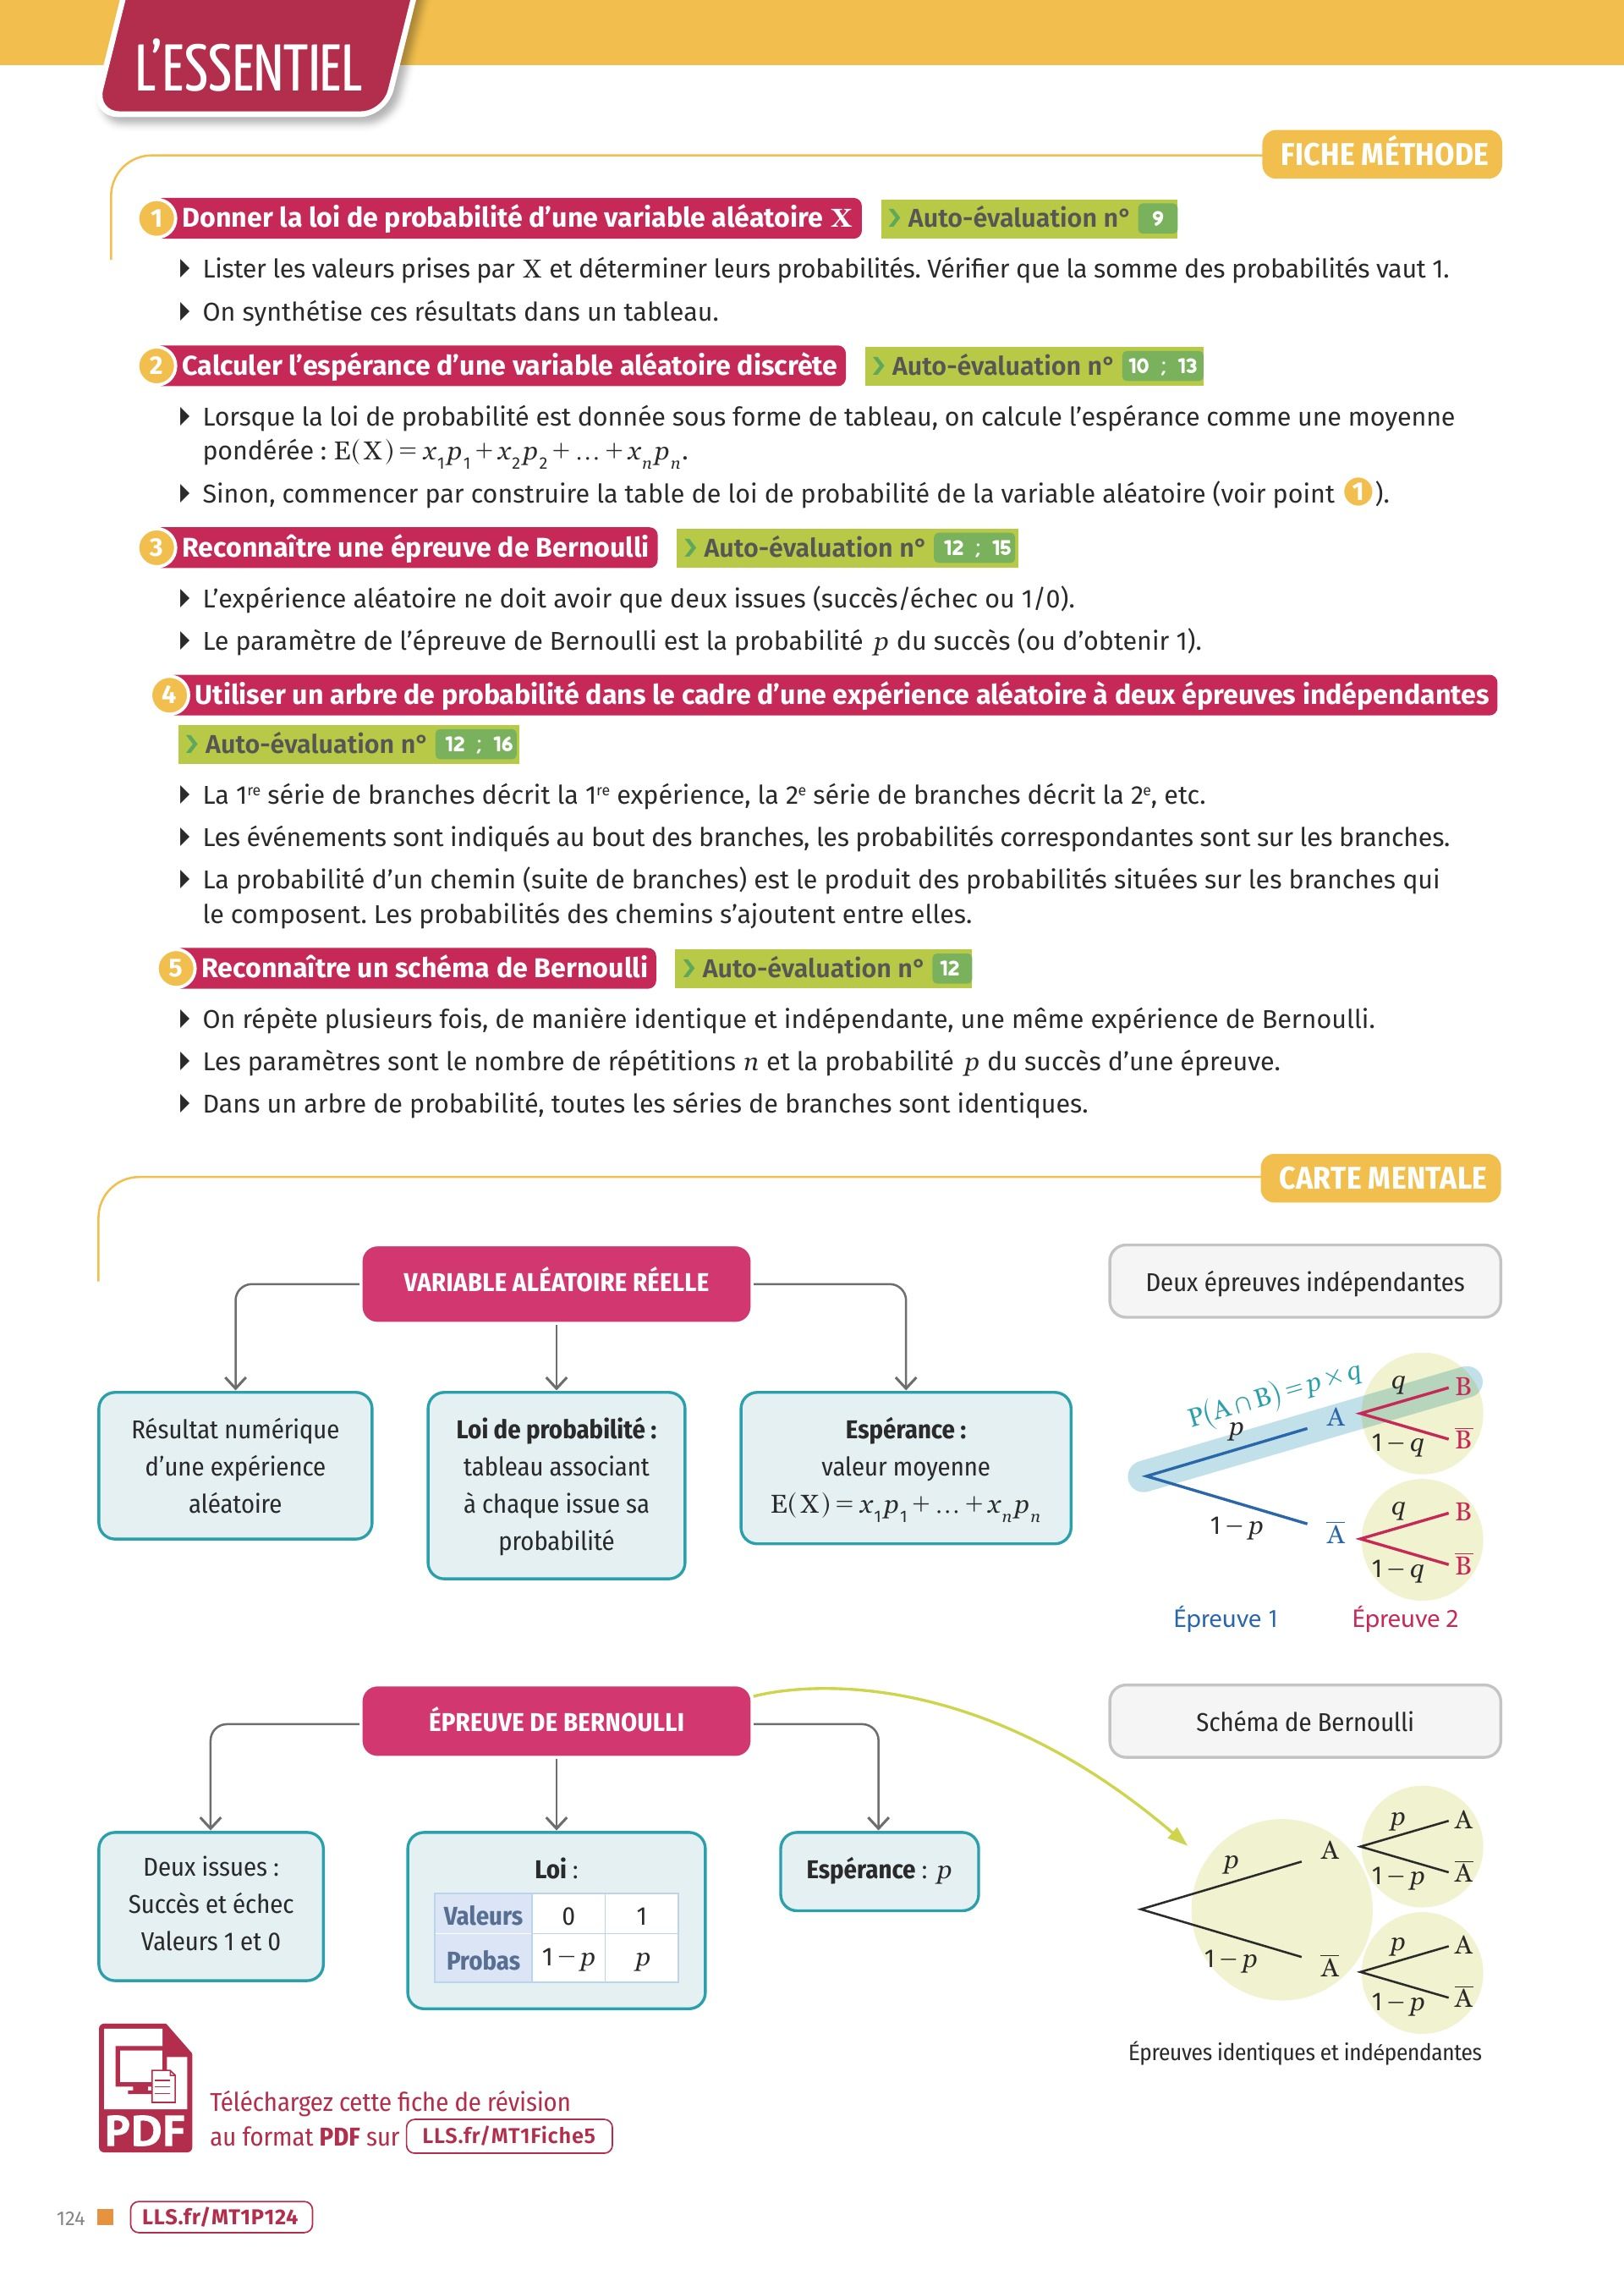 L'ESSENTIEL
FICHE MÉTHODE
1 Donner la loi de probabilité d'une variable aléatoire X > Auto-évaluation n° 9
Lister les valeurs prises par X et déterminer leurs probabilités. Vérifier que la somme des probabilités vaut 1.
On synthétise ces résultats dans un tableau.
2 Calculer l'espérance d'une variable aléatoire discrète > Auto-évaluation n° 10 ; 13
Lorsque la loi de probabilité est donnée sous forme de tableau, on calcule l'espérance comme une moyenne
pondérée : E(X) = x₁p₁ + x₂p₂ + … + xₙpₙ.
Sinon, commencer par construire la table de loi de probabilité de la variable aléatoire (voir point 1).
3 Reconnaître une épreuve de Bernoulli > Auto-évaluation n° 12 ; 15
L'expérience aléatoire ne doit avoir que deux issues (succès/échec ou 1/0).
Le paramètre de l'épreuve de Bernoulli est la probabilité p du succès (ou d'obtenir 1).
4 Utiliser un arbre de probabilité dans le cadre d'une expérience aléatoire à deux épreuves indépendantes
> Auto-évaluation n° 12 ; 16
La 1re série de branches décrit la 1re expérience, la 2e série de branches décrit la 2e, etc.
Les événements sont indiqués au bout des branches, les probabilités correspondantes sont sur les branches.
La probabilité d'un chemin (suite de branches) est le produit des probabilités situées sur les branches qui
le composent. Les probabilités des chemins s'ajoutent entre elles.
5 Reconnaître un schéma de Bernoulli > Auto-évaluation n° 12
On répète plusieurs fois, de manière identique et indépendante, une même expérience de Bernoulli.
Les paramètres sont le nombre de répétitions n et la probabilité p du succès d'une épreuve.
Dans un arbre de probabilité, toutes les séries de branches sont identiques.
CARTE MENTALE
VARIABLE ALÉATOIRE RÉELLE
Résultat numérique
d'une expérience
aléatoire
Loi de probabilité :
tableau associant
à chaque issue sa
probabilité
Espérance :
valeur moyenne
E(X) = x₁p₁ + … + xₙpₙ
Deux épreuves indépendantes
P(A∩B) = p × q
p
A
q
B
1−q
B̅
1−p
A̅
q
B
1−q
B̅
Épreuve 1
Épreuve 2
ÉPREUVE DE BERNOULLI
Deux issues :
Succès et échec
Valeurs 1 et 0
Loi :
Valeurs 0 1
Probas 1−p p
Espérance : p
Schéma de Bernoulli
p
A
p
A
1−p
A̅
1−p
A̅
p
A
1−p
A̅
Épreuves identiques et indépendantes
PDF
Téléchargez cette fiche de révision
au format PDF sur LLS.fr/MT1Fiche5
124 LLS.fr/MT1P124